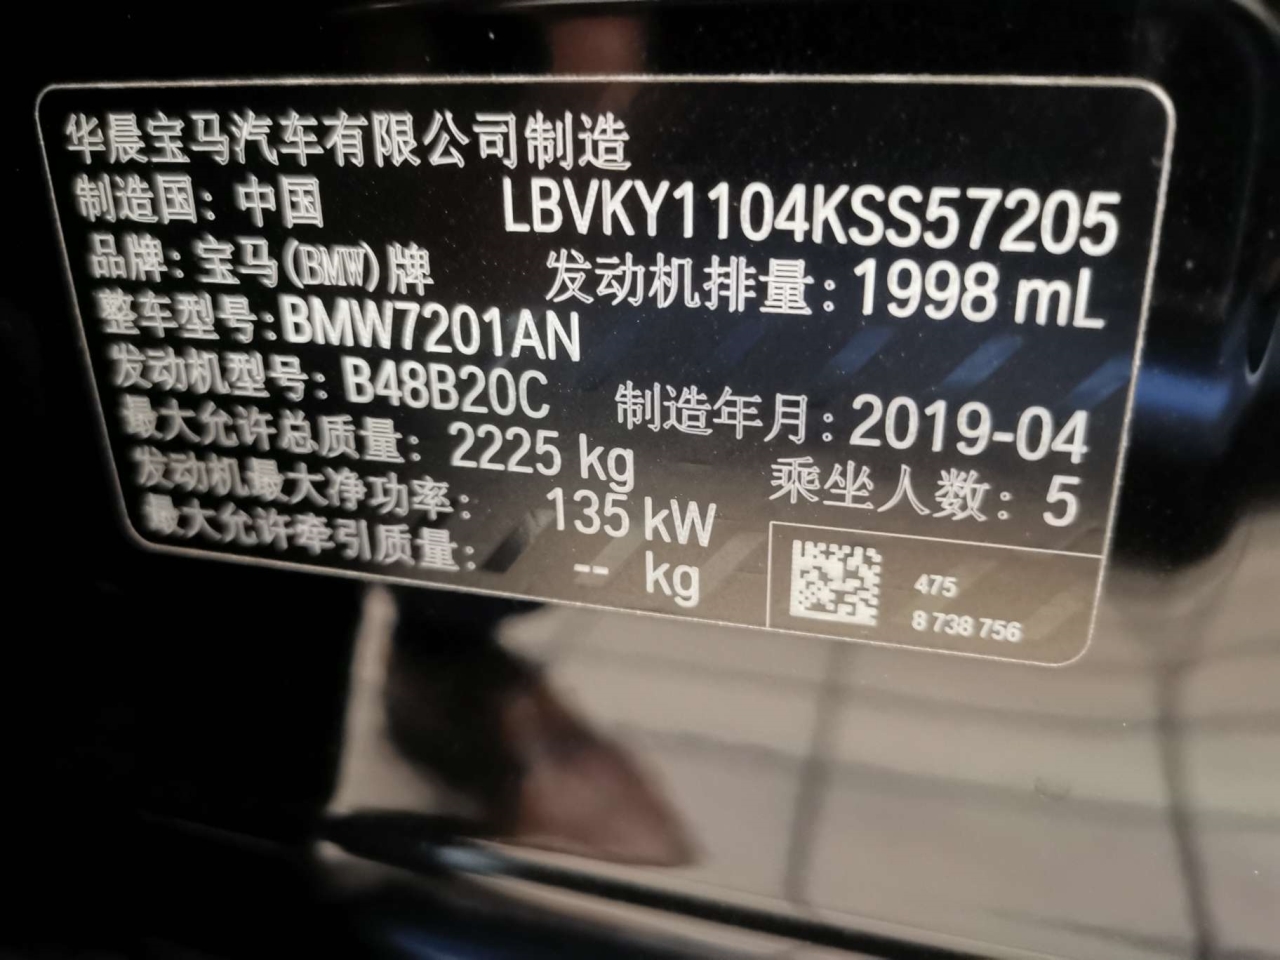 华晨宝马汽车有限公司制造
制造国：中国 LBVKY1104KSS57205
品牌：宝马(BMW)牌 发动机排量：1998 mL
整车型号：BMW7201AN
发动机型号：B48B20C 制造年月：2019-04
最大允许总质量：2225 kg 乘坐人数：5
发动机最大净功率：135 kW
最大允许牵引质量：-- kg
475
8 738 756